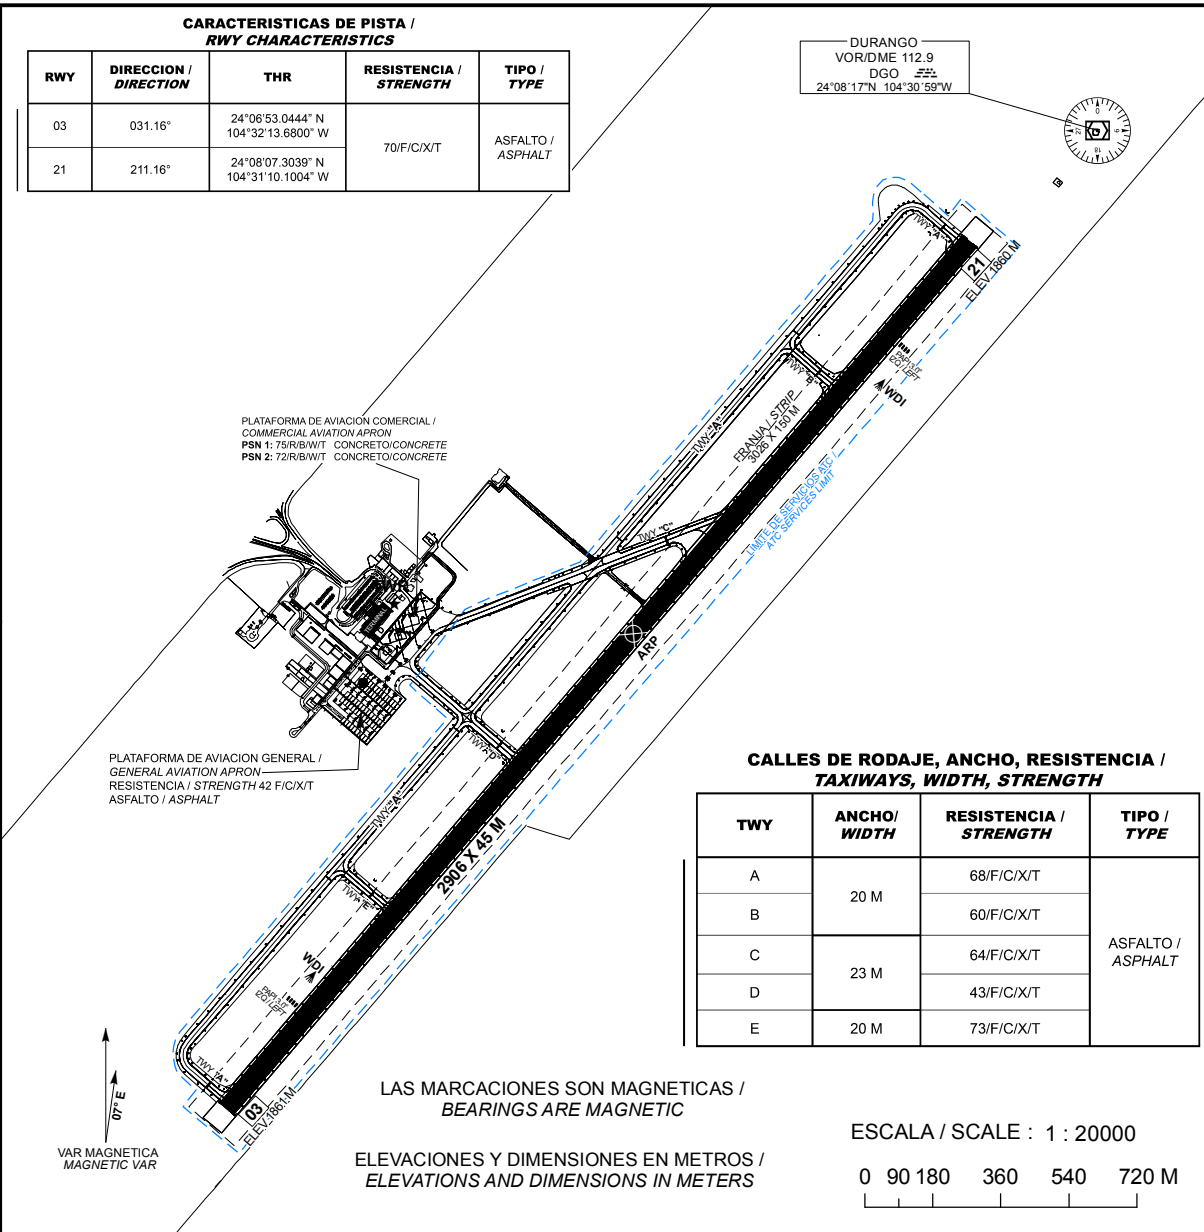 CARACTERISTICAS DE PISTA /
RWY CHARACTERISTICS
RWY
DIRECCION /
DIRECTION
THR
RESISTENCIA /
STRENGTH
TIPO /
TYPE
03
031.16°
24°06'53.0444" N
104°32'13.6800" W
70/F/C/X/T
ASFALTO /
ASPHALT
21
211.16°
24°08'07.3039" N
104°31'10.1004" W
DURANGO
VOR/DME 112.9
DGO
24°08'17"N 104°30'59"W
0
9
18
27
TWY "A"
21
ELEV 1860 M
PAPI 3.0°
IZQ/LEFT
WDI
TWY "B"
FRANJA / STRIP
3026 X 150 M
TWY "A"
LIMITE DE SERVICIOS ATC /
ATC SERVICES LIMIT
PLATAFORMA DE AVIACION COMERCIAL /
COMMERCIAL AVIATION APRON
PSN 1: 75/R/B/W/T CONCRETO/CONCRETE
PSN 2: 72/R/B/W/T CONCRETO/CONCRETE
TWY "C"
TWR
TERMINAL
ARP
TWY "D"
PLATAFORMA DE AVIACION GENERAL /
GENERAL AVIATION APRON
RESISTENCIA / STRENGTH 42 F/C/X/T
ASFALTO / ASPHALT
TWY "A"
2906 X 45 M
TWY "E"
WDI
PAPI 3.0°
IZQ/LEFT
TWY "A"
03
ELEV 1861 M
CALLES DE RODAJE, ANCHO, RESISTENCIA /
TAXIWAYS, WIDTH, STRENGTH
TWY
ANCHO/
WIDTH
RESISTENCIA /
STRENGTH
TIPO /
TYPE
A
20 M
68/F/C/X/T
B
60/F/C/X/T
C
23 M
64/F/C/X/T
D
43/F/C/X/T
E
20 M
73/F/C/X/T
ASFALTO /
ASPHALT
07° E
VAR MAGNETICA
MAGNETIC VAR
LAS MARCACIONES SON MAGNETICAS /
BEARINGS ARE MAGNETIC
ELEVACIONES Y DIMENSIONES EN METROS /
ELEVATIONS AND DIMENSIONS IN METERS
ESCALA / SCALE : 1 : 20000
0 90 180 360 540 720 M